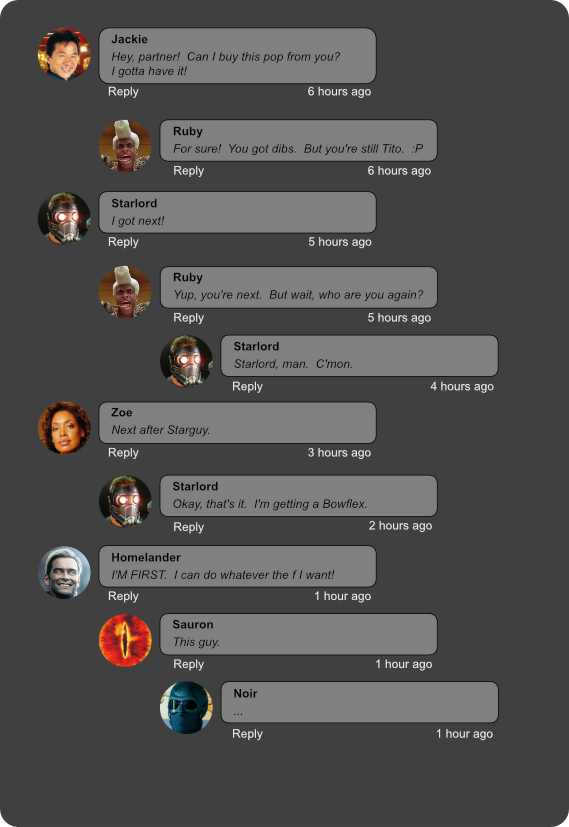 Jackie
Hey, partner!  Can I buy this pop from you?
I gotta have it!
Reply 6 hours ago
Ruby
For sure!  You got dibs.  But you're still Tito.  :P
Reply 6 hours ago
Starlord
I got next!
Reply 5 hours ago
Ruby
Yup, you're next.  But wait, who are you again?
Reply 5 hours ago
Starlord
Starlord, man.  C'mon.
Reply 4 hours ago
Zoe
Next after Starguy.
Reply 3 hours ago
Starlord
Okay, that's it.  I'm getting a Bowflex.
Reply 2 hours ago
Homelander
I'M FIRST.  I can do whatever the f I want!
Reply 1 hour ago
Sauron
This guy.
Reply 1 hour ago
Noir
...
Reply 1 hour ago